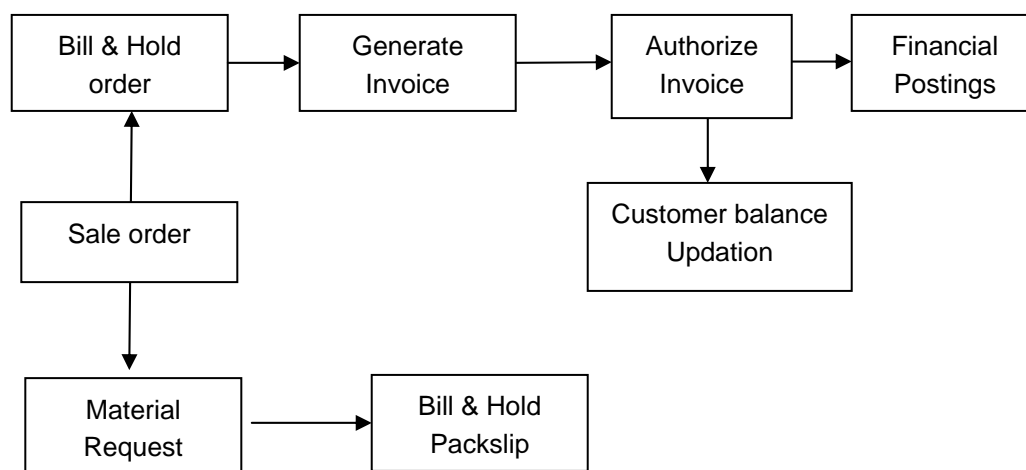 Bill & Hold
order
Generate
Invoice
Authorize
Invoice
Financial
Postings
Sale order
Customer balance
Updation
Material
Request
Bill & Hold
Packslip